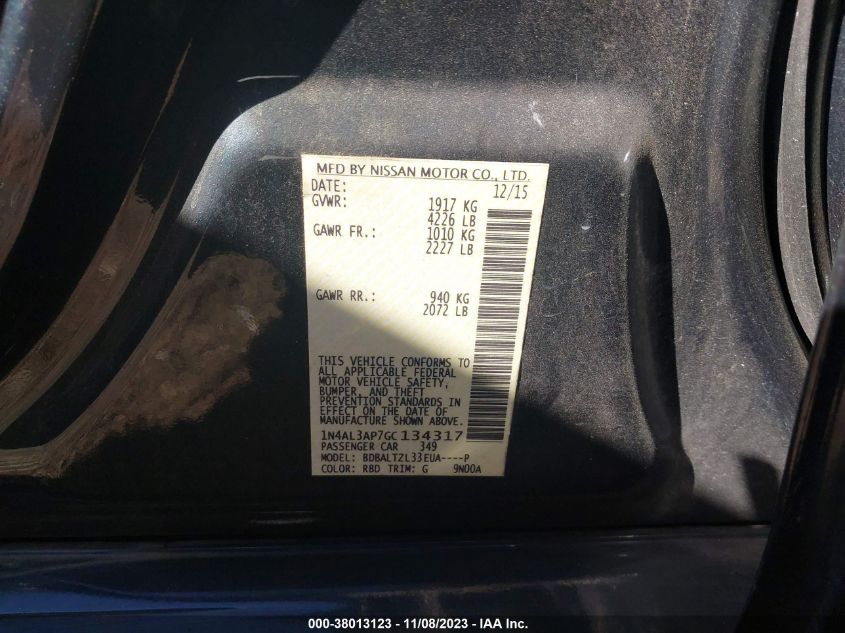 MFD BY NISSAN MOTOR CO., LTD.
DATE: 12/15
GVWR: 1917 KG
4226 LB
GAWR FR.: 1010 KG
2227 LB
GAWR RR.: 940 KG
2072 LB
THIS VEHICLE CONFORMS TO
ALL APPLICABLE FEDERAL
MOTOR VEHICLE SAFETY,
BUMPER, AND THEFT
PREVENTION STANDARDS IN
EFFECT ON THE DATE OF
MANUFACTURE SHOWN ABOVE.
1N4AL3AP7GC134317
PASSENGER CAR 349
MODEL: BDBALTZL33EUA----P
COLOR: RBD TRIM: G 9N00A
000-38013123 - 11/08/2023 - IAA Inc.